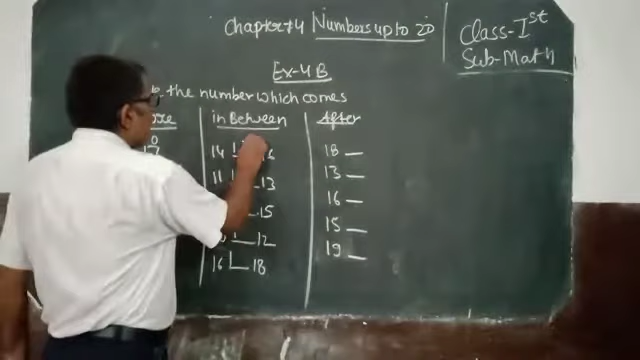 Chapter-4 Numbers up to 20
Class-Ist
Sub-Math
Ex-4 B
the number which comes
in Between
After
14
11 13
15
12
16 18
18
13
16
15
19